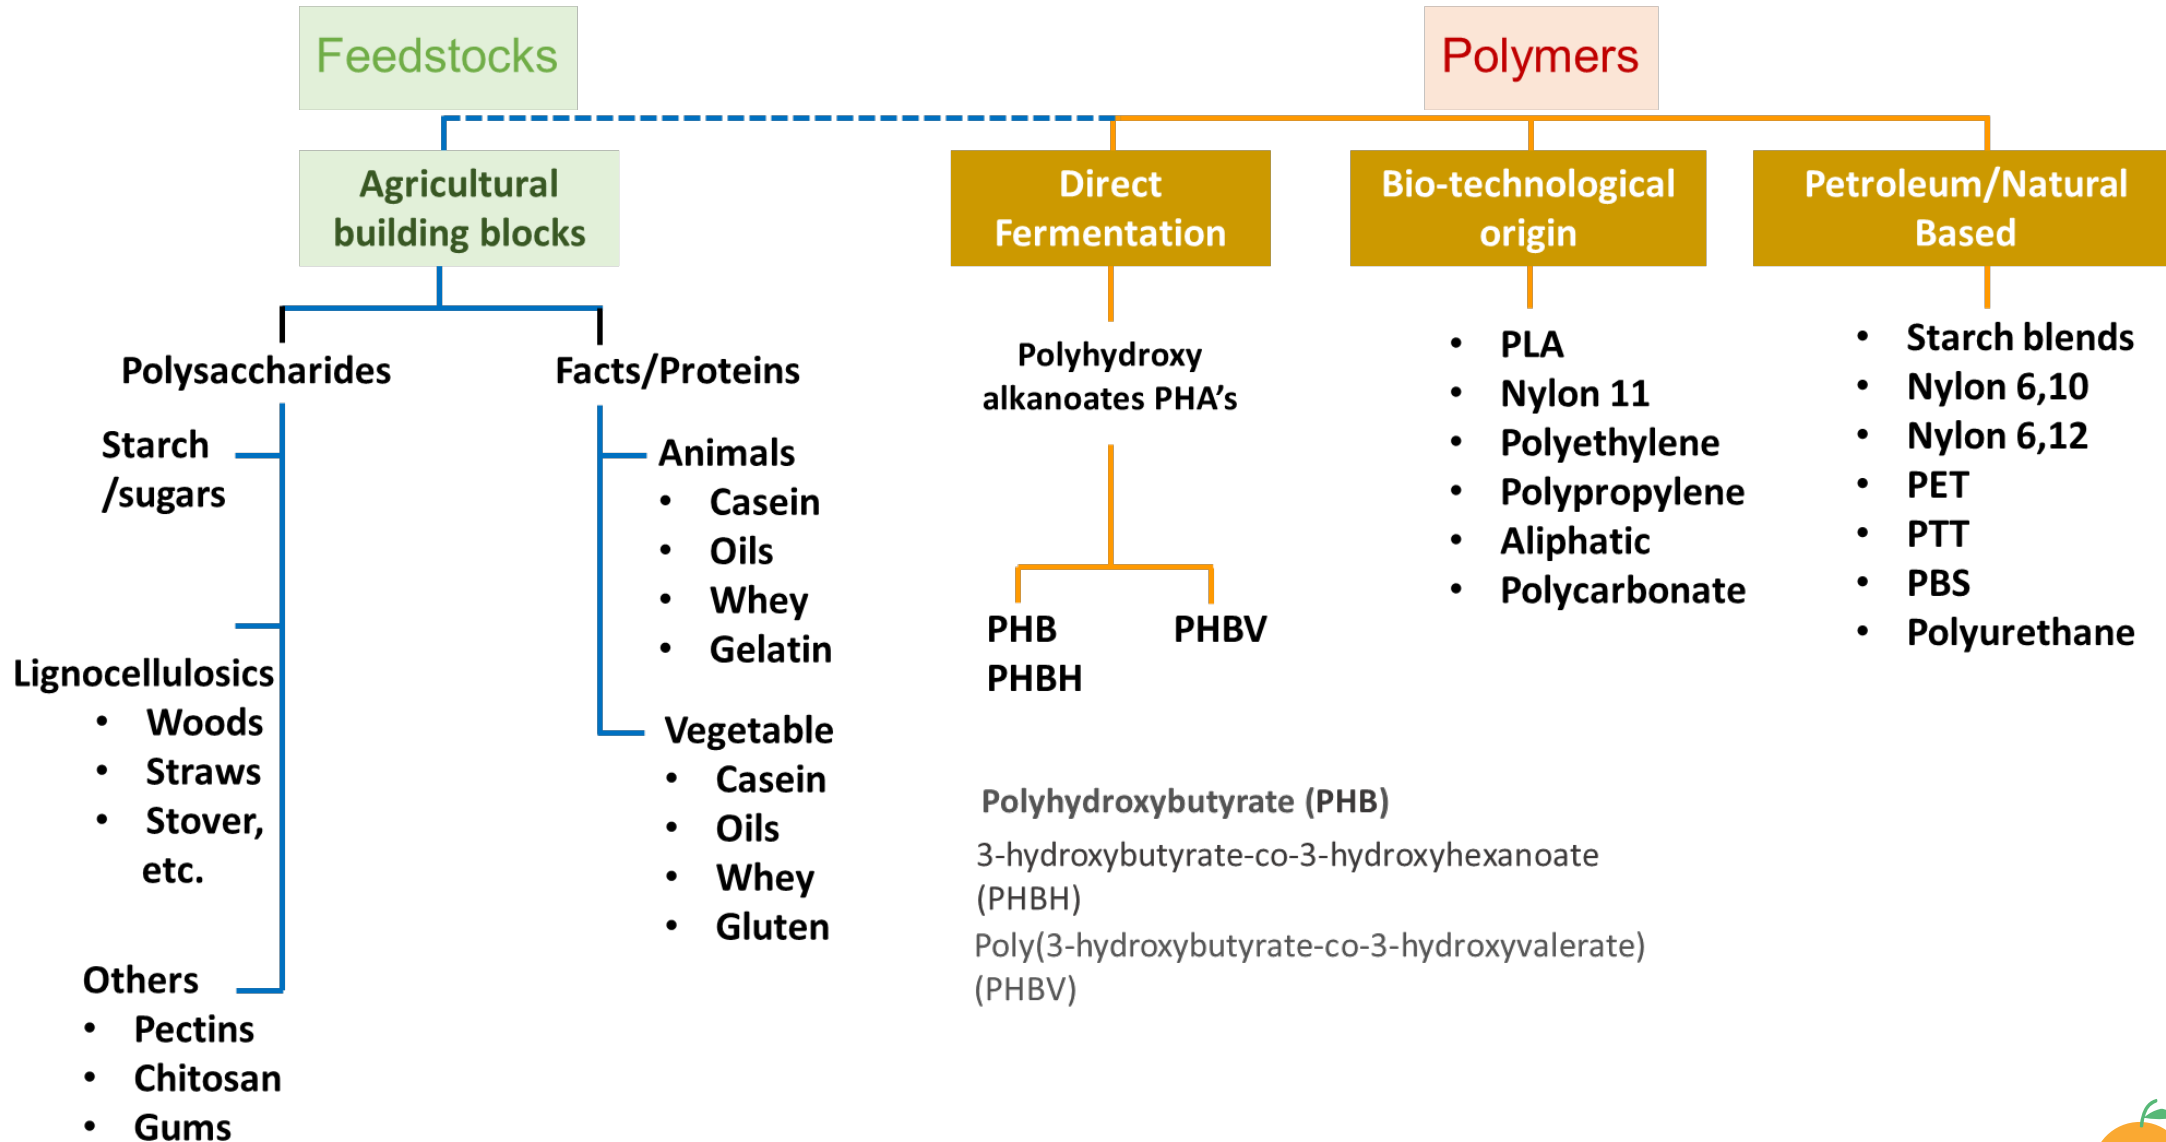 Feedstocks
Polymers
Agricultural
building blocks
Direct
Fermentation
Bio-technological
origin
Petroleum/Natural
Based
Polysaccharides
Starch
/sugars
Lignocellulosics
• Woods
• Straws
• Stover,
etc.
Others
• Pectins
• Chitosan
• Gums
Facts/Proteins
Animals
• Casein
• Oils
• Whey
• Gelatin
Vegetable
• Casein
• Oils
• Whey
• Gluten
Polyhydroxy
alkanoates PHA’s
PHB
PHBH
PHBV
Polyhydroxybutyrate (PHB)
3-hydroxybutyrate-co-3-hydroxyhexanoate
(PHBH)
Poly(3-hydroxybutyrate-co-3-hydroxyvalerate)
(PHBV)
• PLA
• Nylon 11
• Polyethylene
• Polypropylene
• Aliphatic
• Polycarbonate
• Starch blends
• Nylon 6,10
• Nylon 6,12
• PET
• PTT
• PBS
• Polyurethane